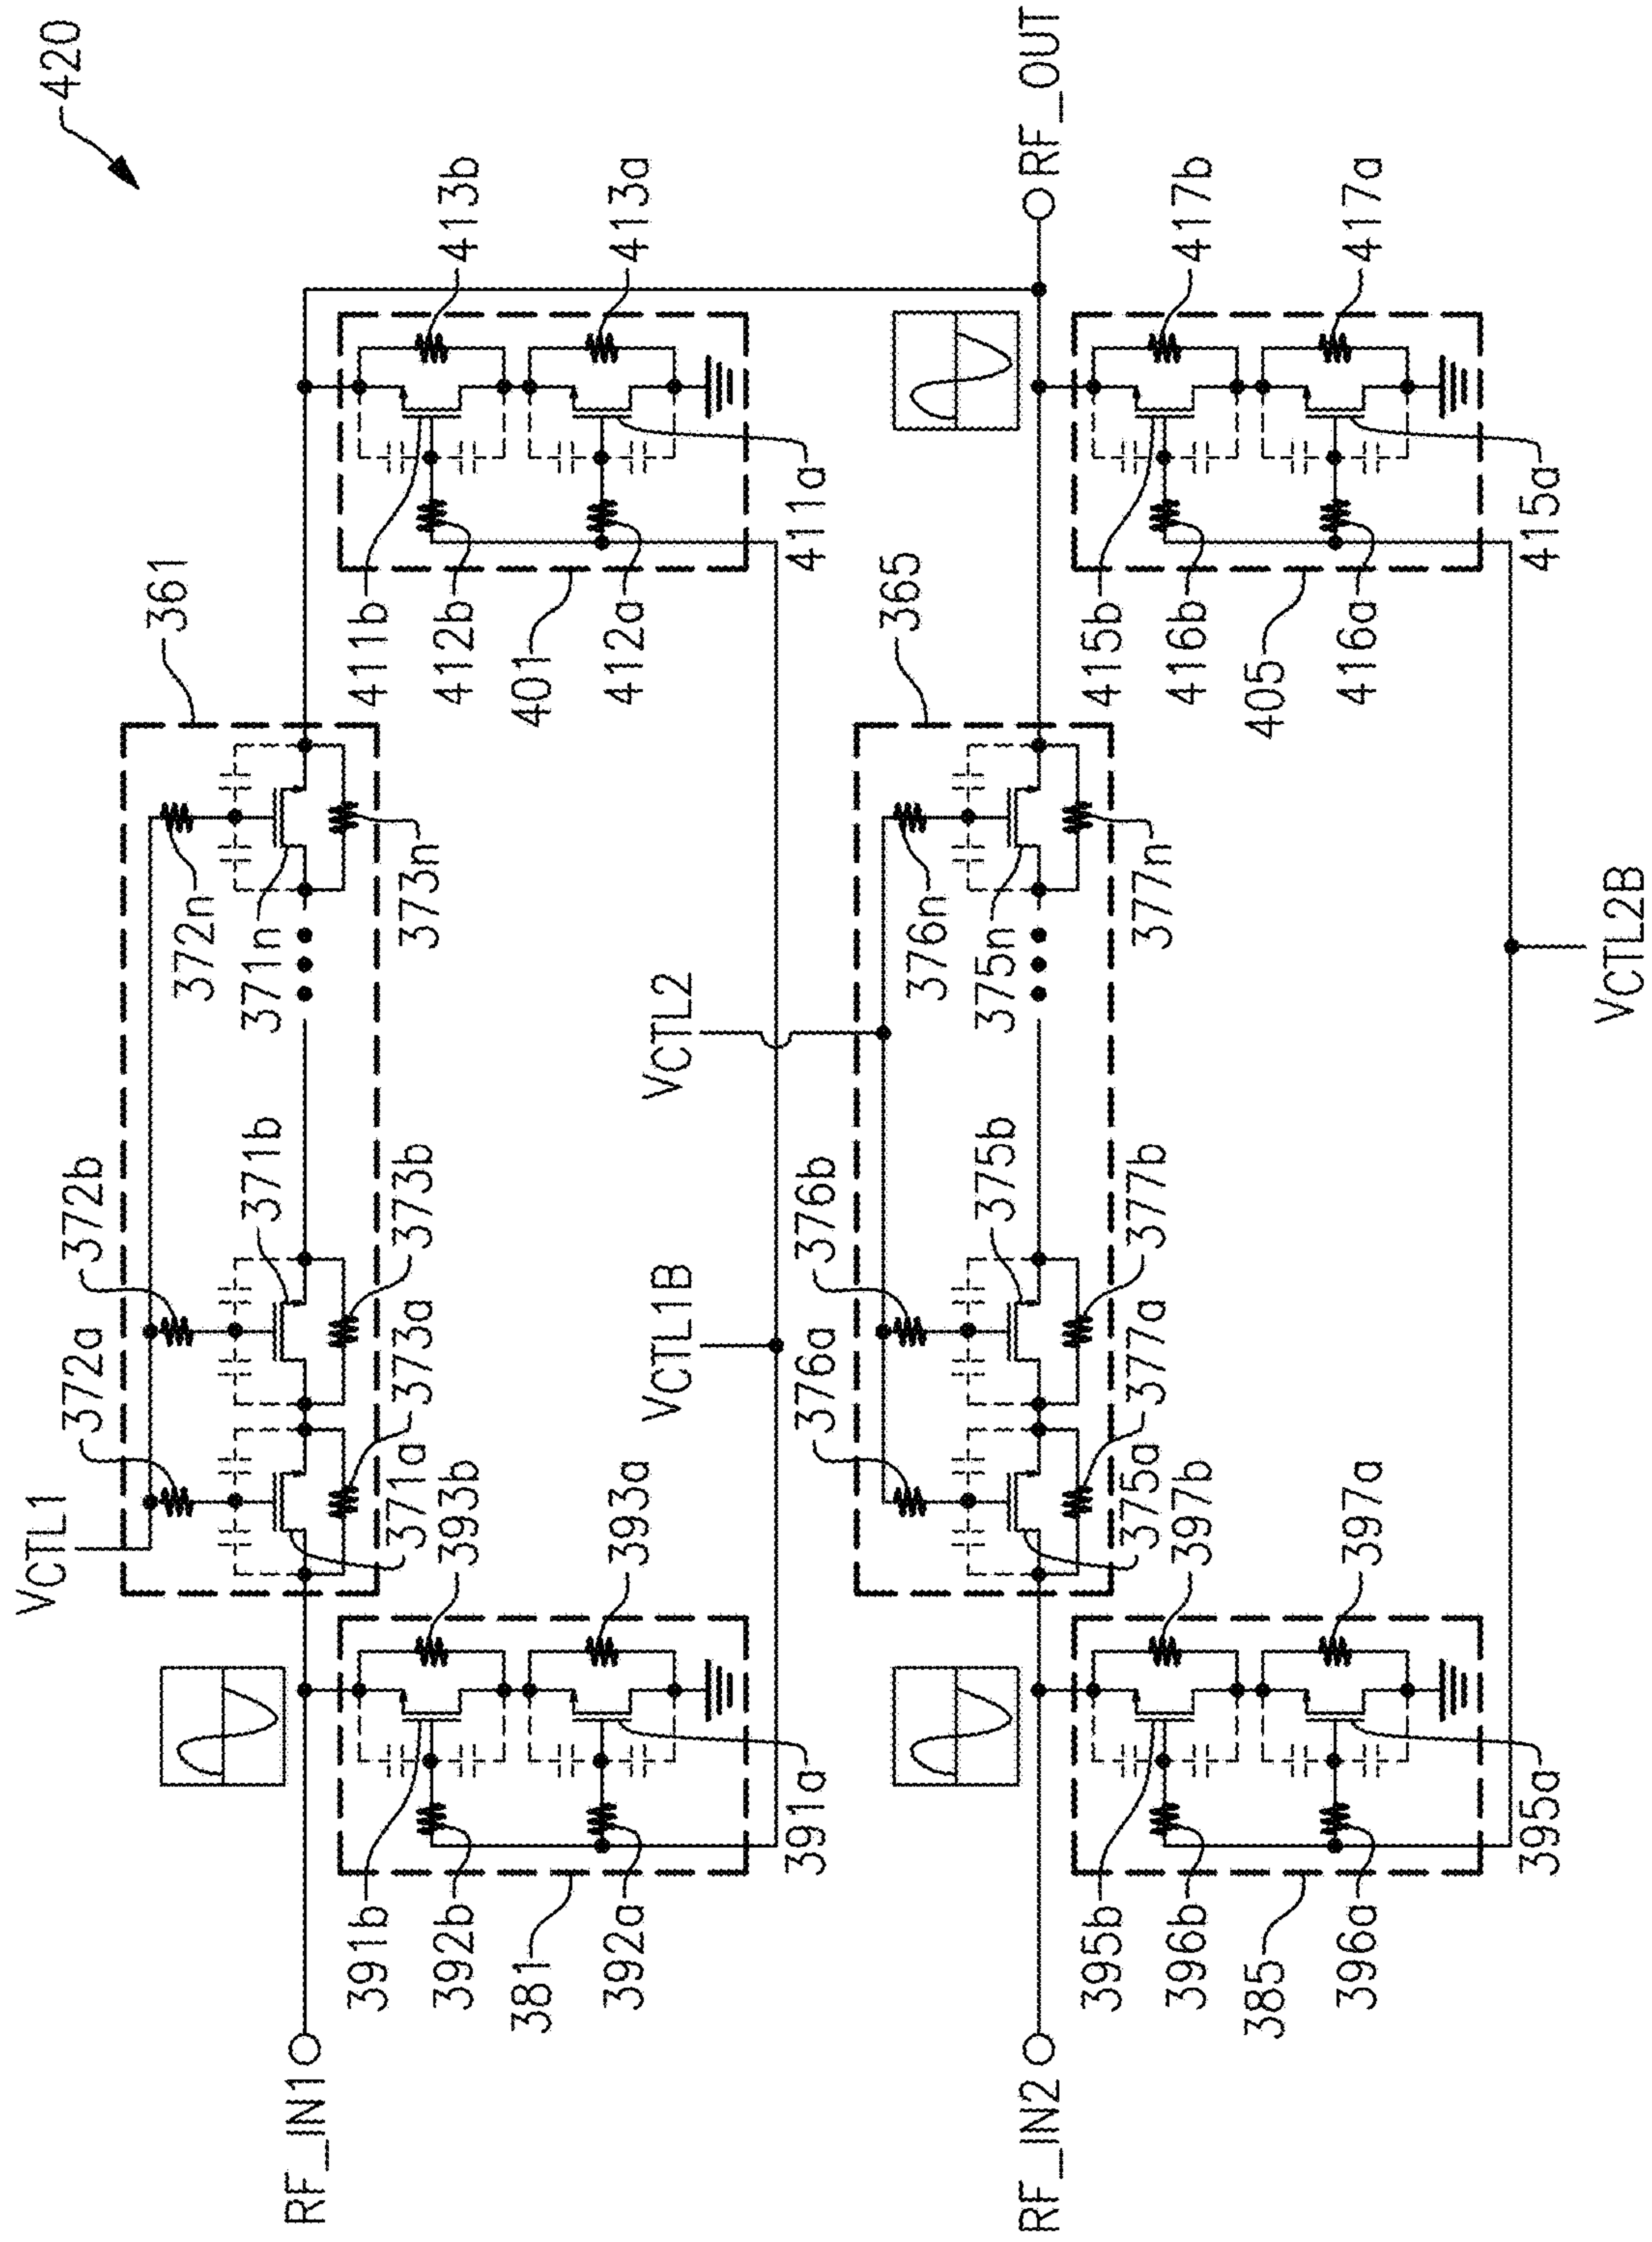 420
361
VCTL1
372a
372b
372n
371a
371b
371n
373a
373b
373n
RF_IN1
391b
392b
381
392a
391a
393b
393a
411b
412b
401
412a
411a
413b
413a
VCTL1B
VCTL2
365
376a
376b
376n
375a
375b
375n
377a
377b
377n
RF_IN2
RF_OUT
395b
396b
385
396a
395a
397b
397a
415b
416b
405
416a
415a
417b
417a
VCTL2B